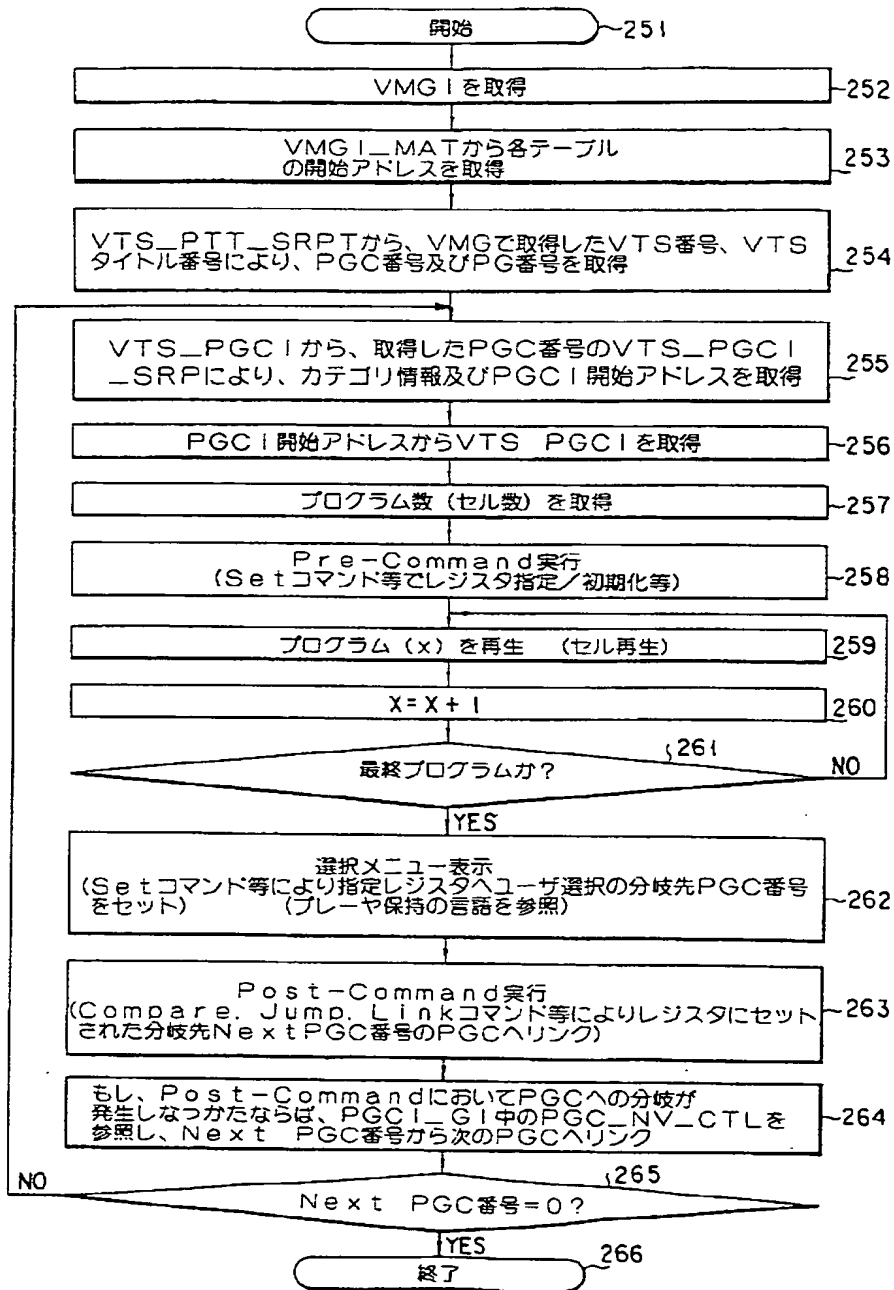 開始
251
VMGIを取得
252
VMGI_MATから各テーブル
の開始アドレスを取得
253
VTS_PTT_SRPTから、VMGで取得したVTS番号、VTS
タイトル番号により、PGC番号及びPG番号を取得
254
VTS_PGCIから、取得したPGC番号のVTS_PGCI
_SRPにより、カテゴリ情報及びPGCI開始アドレスを取得
255
PGCI開始アドレスからVTS PGCIを取得
256
プログラム数(セル数)を取得
257
Pre-Command実行
(Setコマンド等でレジスタ指定/初期化等)
258
プログラム(x)を再生 (セル再生)
259
X=X+1
260
261
最終プログラムか?
NO
YES
選択メニュー表示
(Setコマンド等により指定レジスタへユーザ選択の分岐先PGC番号
をセット) (プレーヤ保持の言語を参照)
262
Post-Command実行
(Compare, Jump, Linkコマンド等によりレジスタにセット
された分岐先NextPGC番号のPGCへリンク)
263
もし、Post-CommandにおいてPGCへの分岐が
発生しなつかたならば、PGCI_GI中のPGC_NV_CTLを
参照し、Next PGC番号から次のPGCへリンク
264
265
NO
Next PGC番号=0?
YES
終了
266